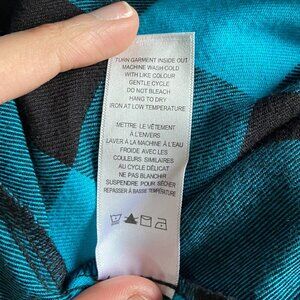 TURN GARMENT INSIDE OUT
MACHINE WASH COLD
WITH LIKE COLOUR
GENTLE CYCLE
DO NOT BLEACH
HANG TO DRY
IRON AT LOW TEMPERATURE
METTRE LE VÊTEMENT
À L'ENVERS
LAVER À LA MACHINE À L'EAU
FROIDE AVEC LES
COULEURS SIMILAIRES
AU CYCLE DÉLICAT
NE PAS BLANCHIR
SUSPENDRE POUR SÉCHER
REPASSER À BASSE TEMPÉRATURE